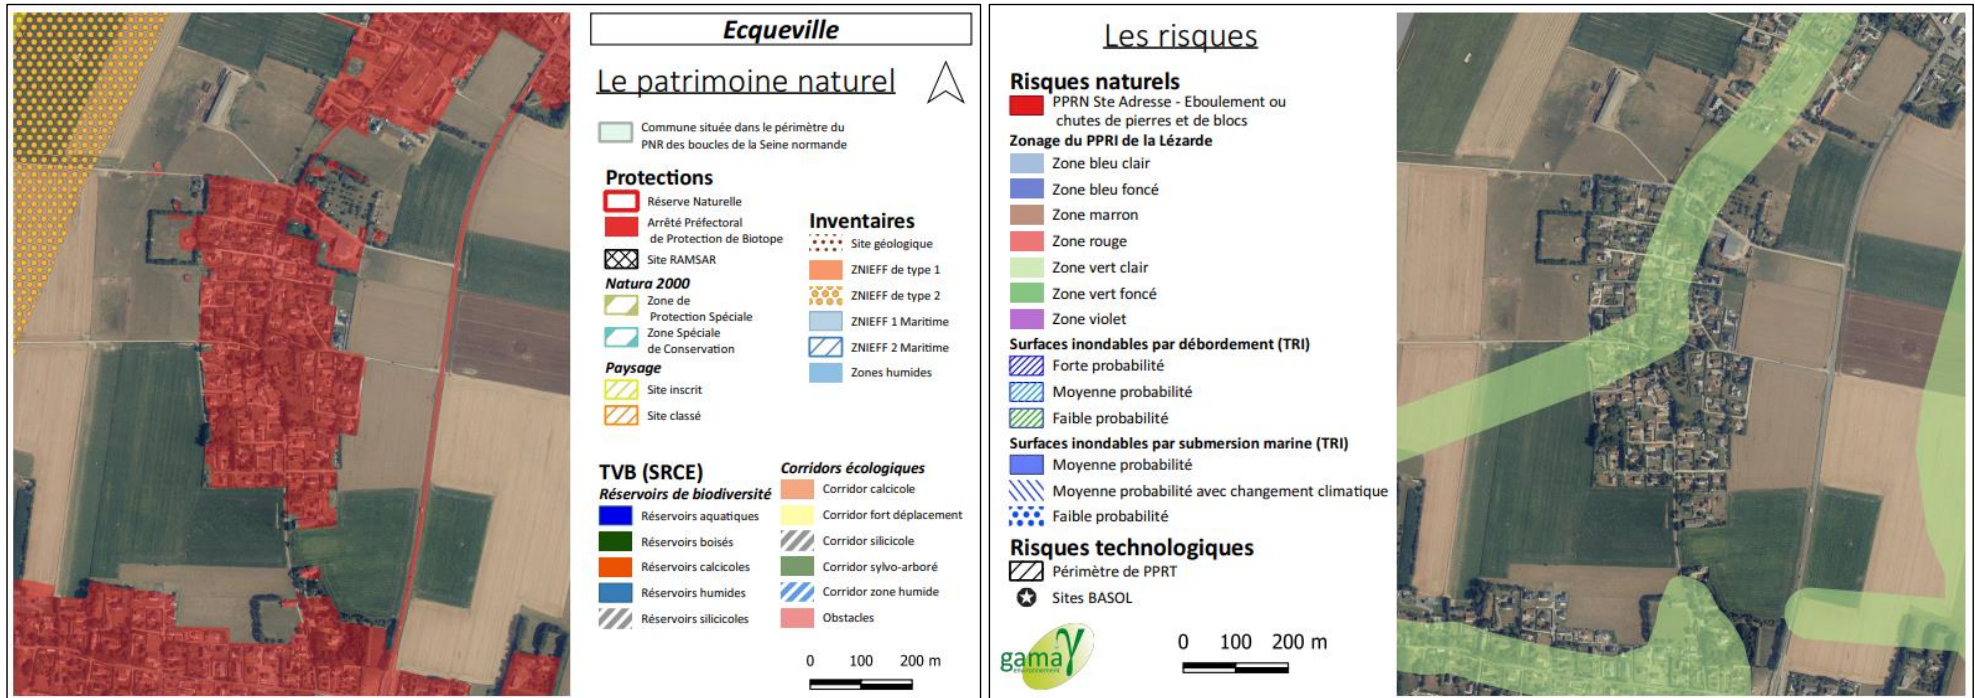 Ecqueville
Le patrimoine naturel
Commune située dans le périmètre du
PNR des boucles de la Seine normande
Protections
Réserve Naturelle
Arrêté Préfectoral
de Protection de Biotope
Site RAMSAR
Natura 2000
Zone de
Protection Spéciale
Zone Spéciale
de Conservation
Paysage
Site inscrit
Site classé
Inventaires
Site géologique
ZNIEFF de type 1
ZNIEFF de type 2
ZNIEFF 1 Maritime
ZNIEFF 2 Maritime
Zones humides
TVB (SRCE)
Réservoirs de biodiversité
Réservoirs aquatiques
Réservoirs boisés
Réservoirs calcicoles
Réservoirs humides
Réservoirs silicicoles
Corridors écologiques
Corridor calcicole
Corridor fort déplacement
Corridor silicicole
Corridor sylvo-arboré
Corridor zone humide
Obstacles
0 100 200 m
Les risques
Risques naturels
PPRN Ste Adresse - Eboulement ou
chutes de pierres et de blocs
Zonage du PPRI de la Lézarde
Zone bleu clair
Zone bleu foncé
Zone marron
Zone rouge
Zone vert clair
Zone vert foncé
Zone violet
Surfaces inondables par débordement (TRI)
Forte probabilité
Moyenne probabilité
Faible probabilité
Surfaces inondables par submersion marine (TRI)
Moyenne probabilité
Moyenne probabilité avec changement climatique
Faible probabilité
Risques technologiques
Périmètre de PPRT
Sites BASOL
gama γ
environnement
0 100 200 m